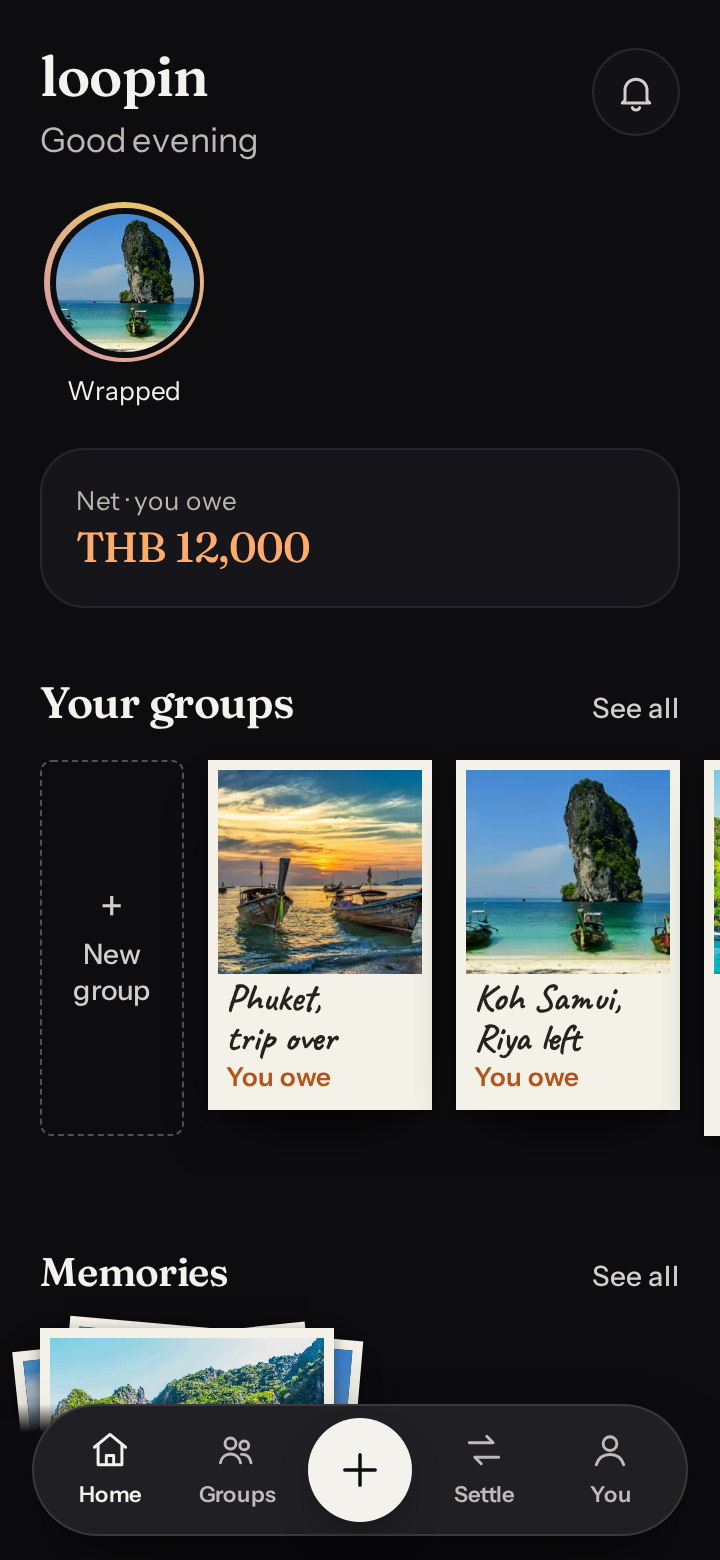 loopin
Good evening
Wrapped
Net · you owe
THB 12,000
Your groups
See all
+
New
group
Phuket,
trip over
You owe
Koh Samui,
Riya left
You owe
Memories
See all
Home
Groups
Settle
You